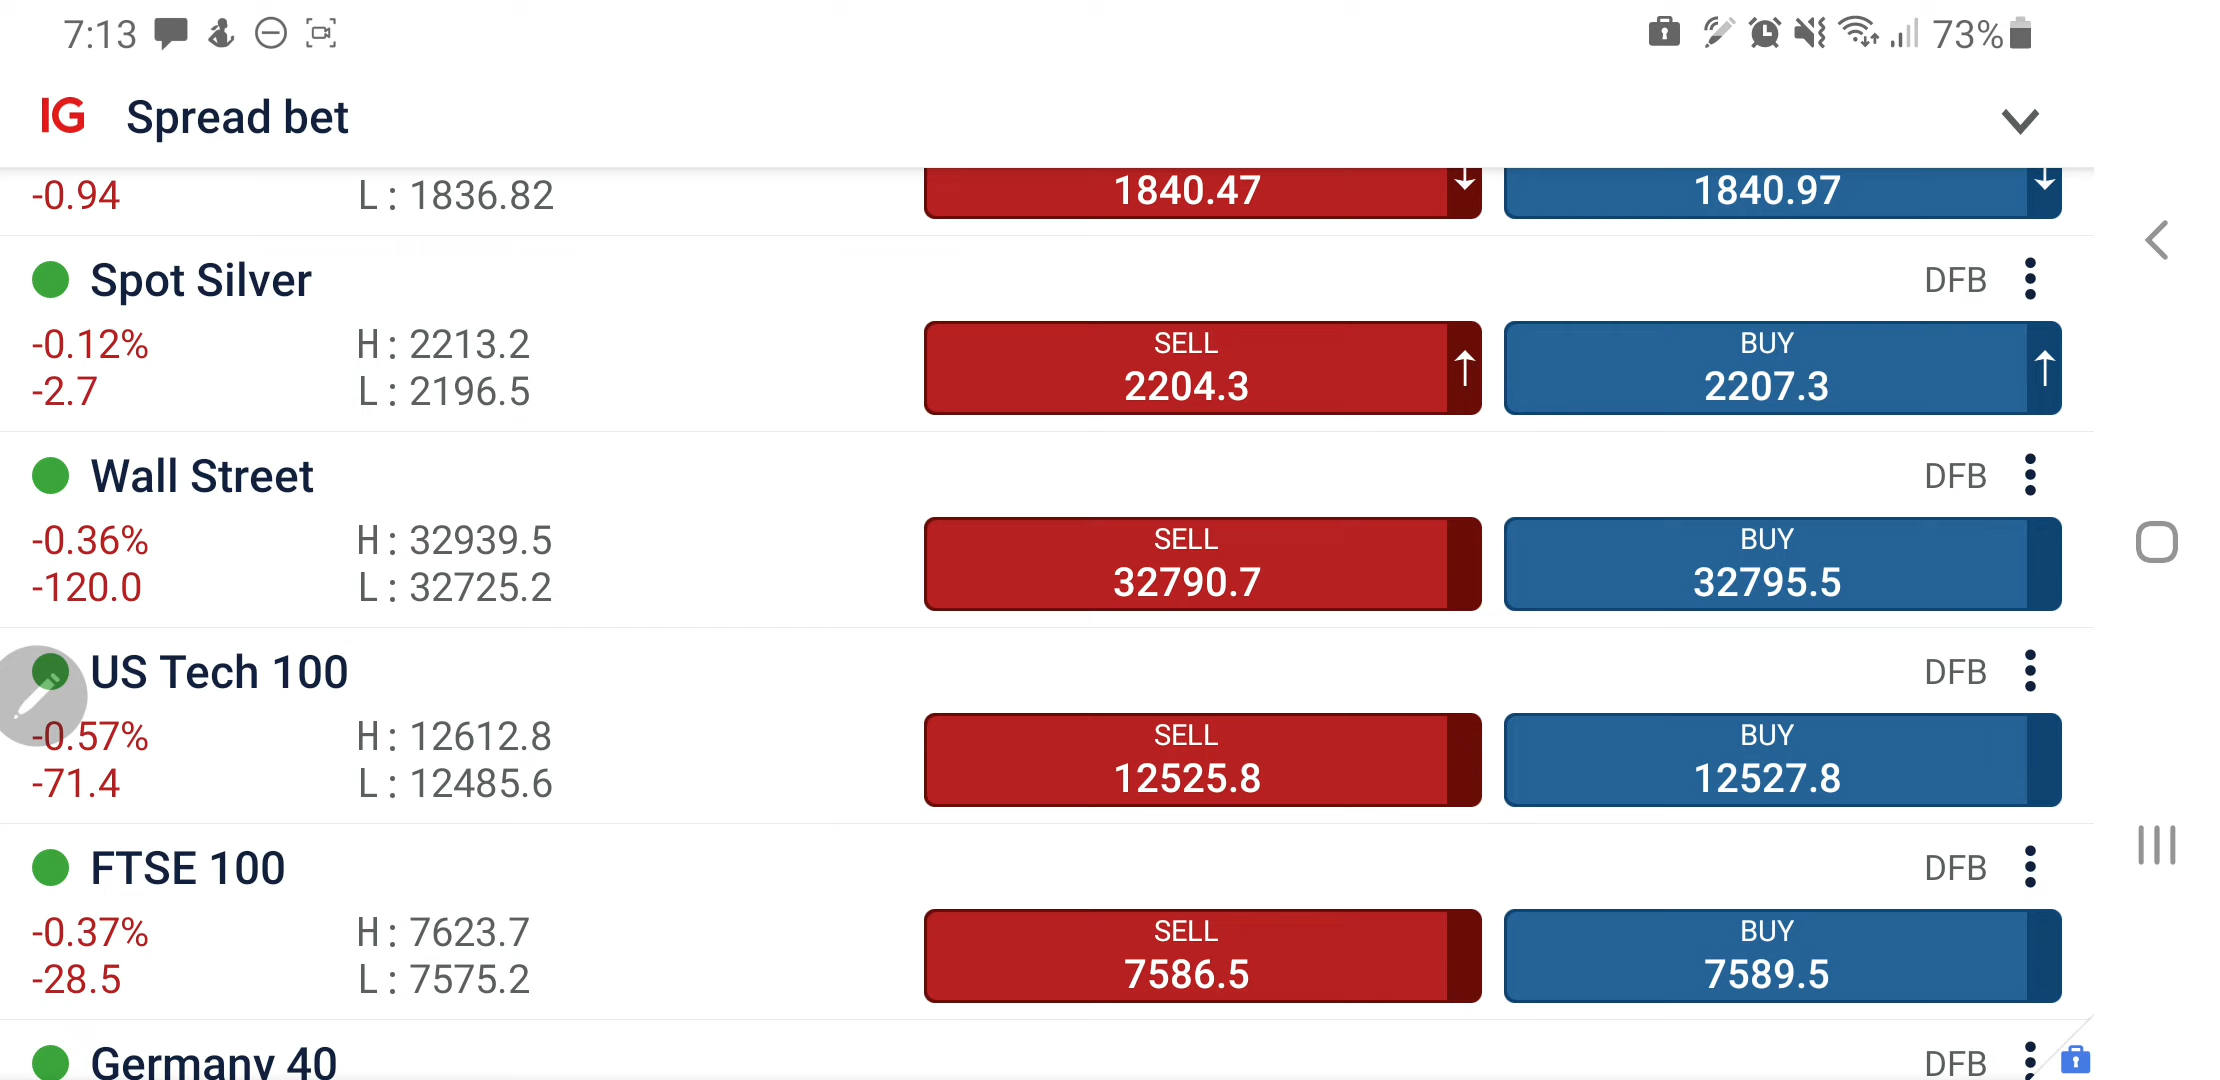 7:13 73%
IG Spread bet
-0.94 L: 1836.82 1840.47 1840.97
Spot Silver DFB
-0.12% H: 2213.2 SELL BUY
-2.7 L: 2196.5 2204.3 2207.3
Wall Street DFB
-0.36% H: 32939.5 SELL BUY
-120.0 L: 32725.2 32790.7 32795.5
US Tech 100 DFB
-0.57% H: 12612.8 SELL BUY
-71.4 L: 12485.6 12525.8 12527.8
FTSE 100 DFB
-0.37% H: 7623.7 SELL BUY
-28.5 L: 7575.2 7586.5 7589.5
Germany 40 DFB